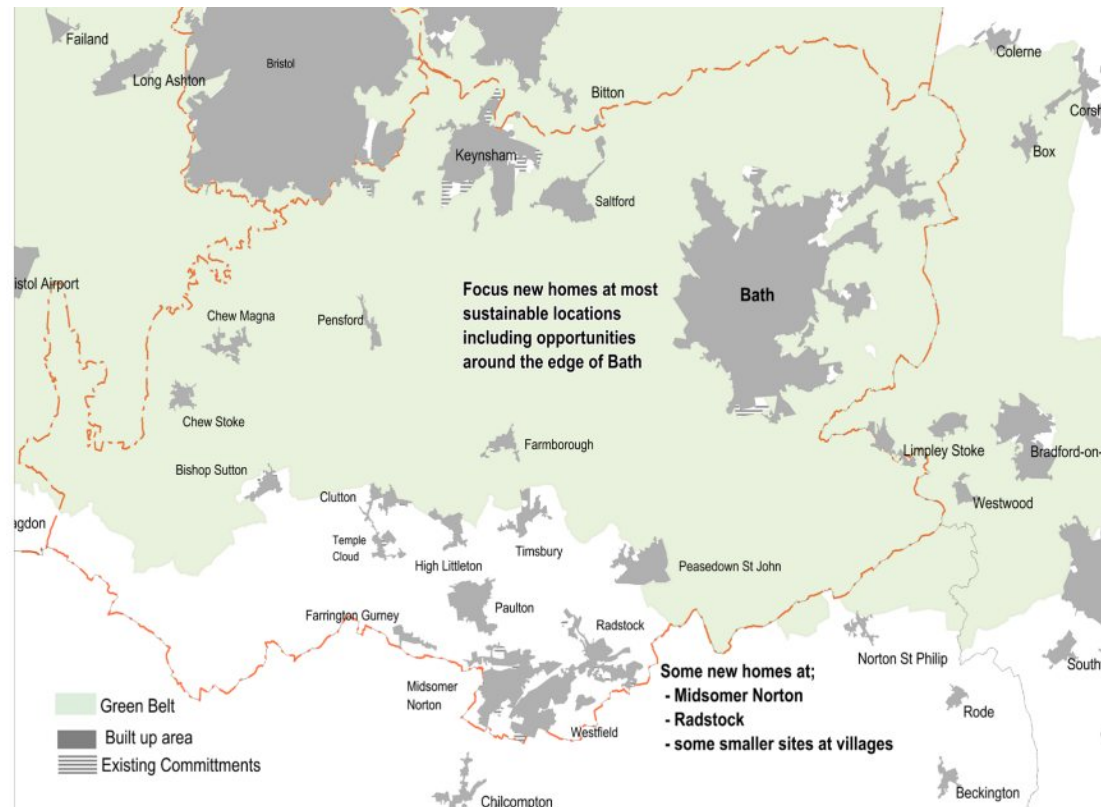 Failand
Long Ashton
Bristol
Bitton
Colerne
Corsh
Box
Keynsham
Saltford
istol Airport
Chew Magna
Pensford
Focus new homes at most
sustainable locations
including opportunities
around the edge of Bath
Bath
Chew Stoke
Farmborough
Limpley Stoke
Bradford-on-
Bishop Sutton
Westwood
Clutton
agdon
Temple
Cloud
High Littleton
Timsbury
Peasedown St John
Farrington Gurney
Paulton
Radstock
Norton St Philip
South
Midsomer
Norton
Westfield
Some new homes at;
- Midsomer Norton
- Radstock
- some smaller sites at villages
Rode
Green Belt
Built up area
Existing Committments
Chilcompton
Beckington